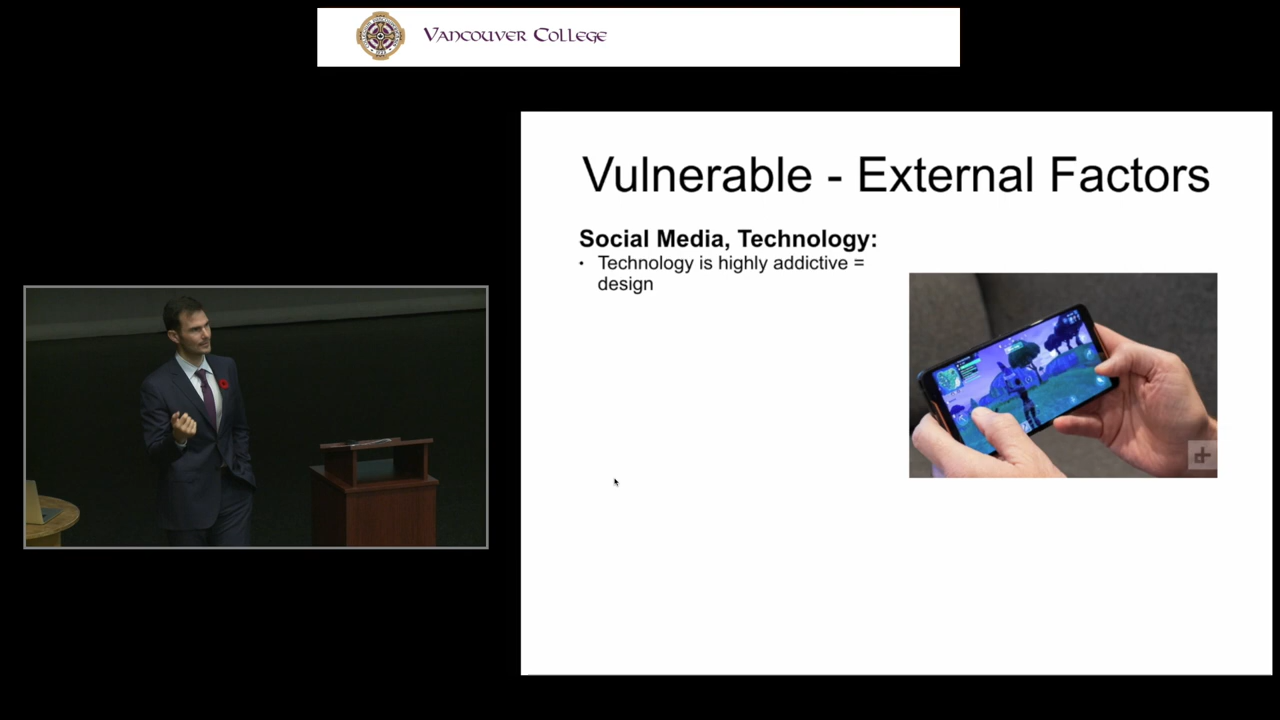 Vancouver College
Vulnerable - External Factors
Social Media, Technology:
• Technology is highly addictive =
design